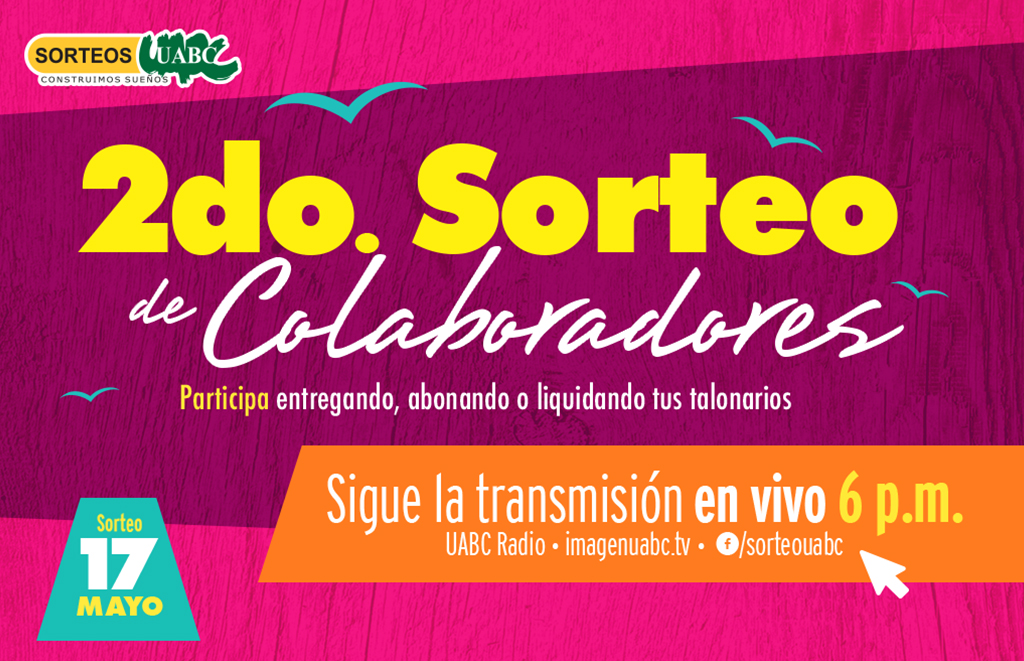 SORTEOS UABC
CONSTRUIMOS SUEÑOS
2do. Sorteo
de Colaboradores
Participa entregando, abonando o liquidando tus talonarios
Sigue la transmisión en vivo 6 p.m.
UABC Radio • imagenuabc.tv • f/sorteouabc
Sorteo
17
MAYO